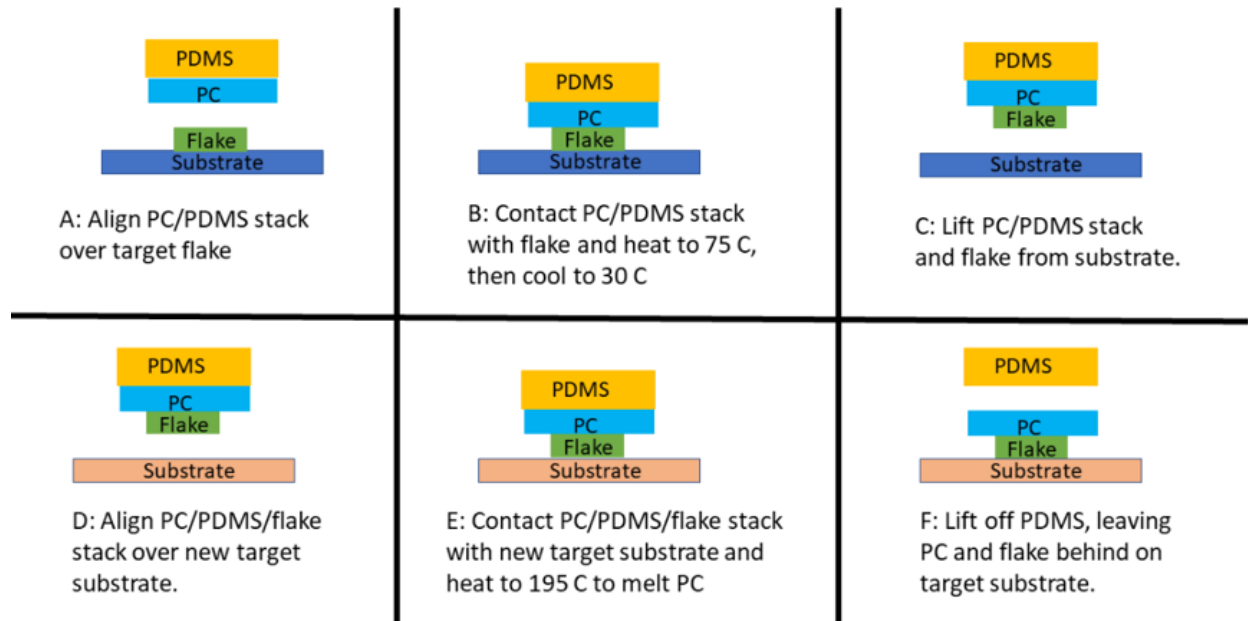 PDMS
PC
Flake
Substrate
A: Align PC/PDMS stack
over target flake
PDMS
PC
Flake
Substrate
B: Contact PC/PDMS stack
with flake and heat to 75 C,
then cool to 30 C
PDMS
PC
Flake
Substrate
C: Lift PC/PDMS stack
and flake from substrate.
PDMS
PC
Flake
Substrate
D: Align PC/PDMS/flake
stack over new target
substrate.
PDMS
PC
Flake
Substrate
E: Contact PC/PDMS/flake stack
with new target substrate and
heat to 195 C to melt PC
PDMS
PC
Flake
Substrate
F: Lift off PDMS, leaving
PC and flake behind on
target substrate.